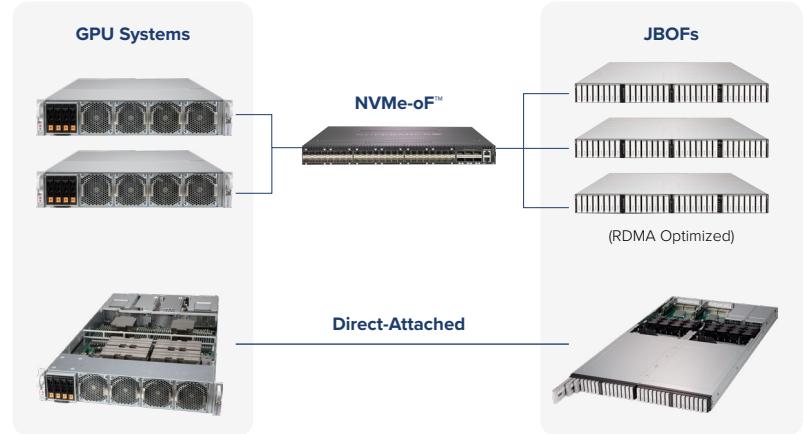 GPU Systems
JBOFs
NVMe-oF™
(RDMA Optimized)
Direct-Attached